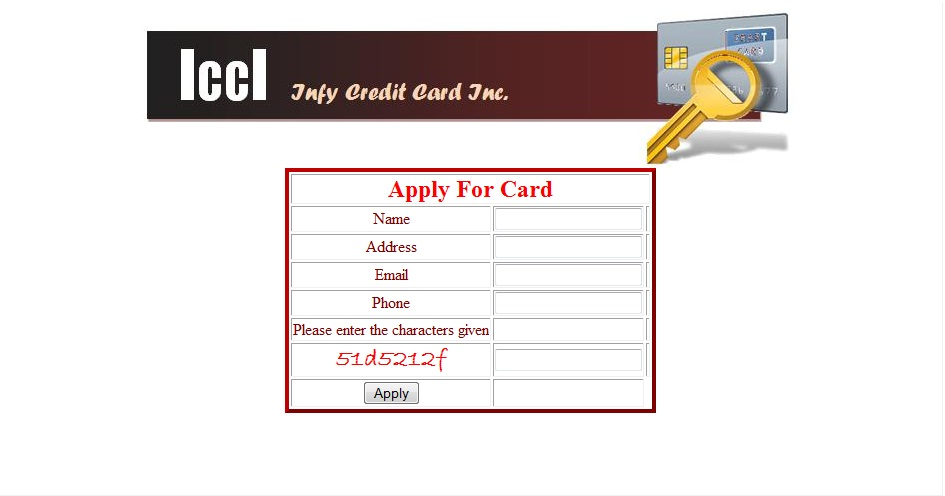 Iccl Infy Credit Card Inc.
Apply For Card
Name
Address
Email
Phone
Please enter the characters given
51d5212f
Apply